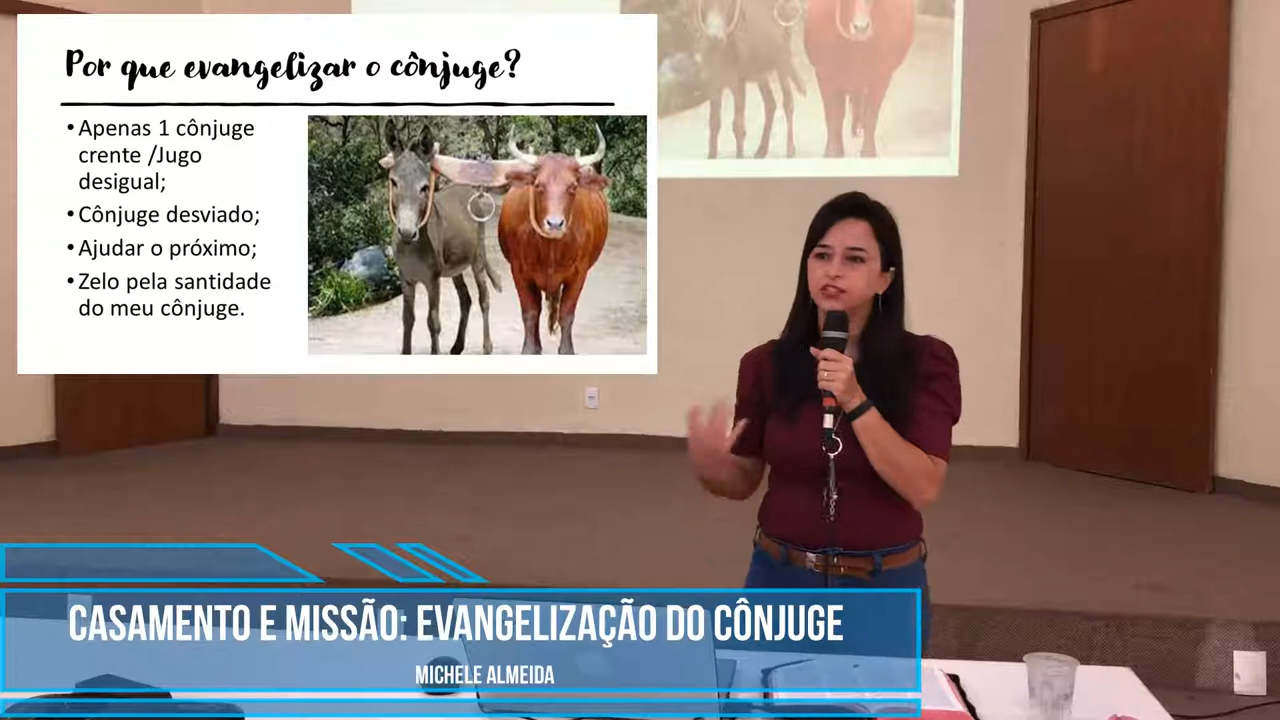 Por que evangelizar o cônjuge?
•Apenas 1 cônjuge
crente /Jugo
desigual;
•Cônjuge desviado;
•Ajudar o próximo;
•Zelo pela santidade
do meu cônjuge.
CASAMENTO E MISSÃO: EVANGELIZAÇÃO DO CÔNJUGE
MICHELE ALMEIDA